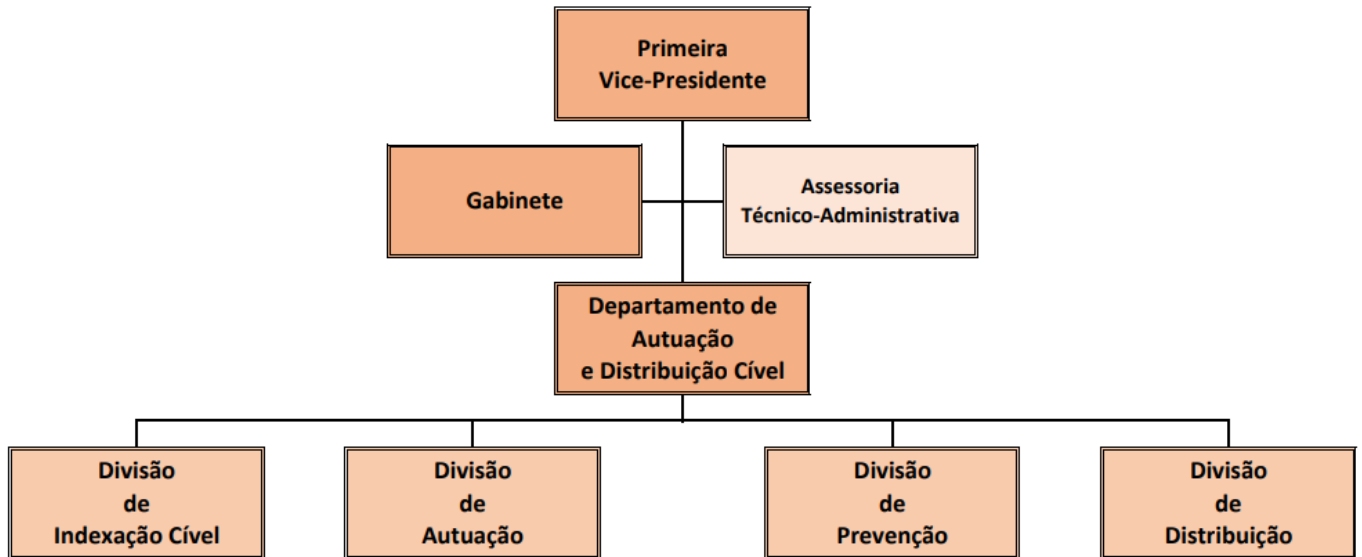 Primeira
Vice-Presidente
Gabinete
Assessoria
Técnico-Administrativa
Departamento de
Autuação
e Distribuição Cível
Divisão
de
Indexação Cível
Divisão
de
Autuação
Divisão
de
Prevenção
Divisão
de
Distribuição